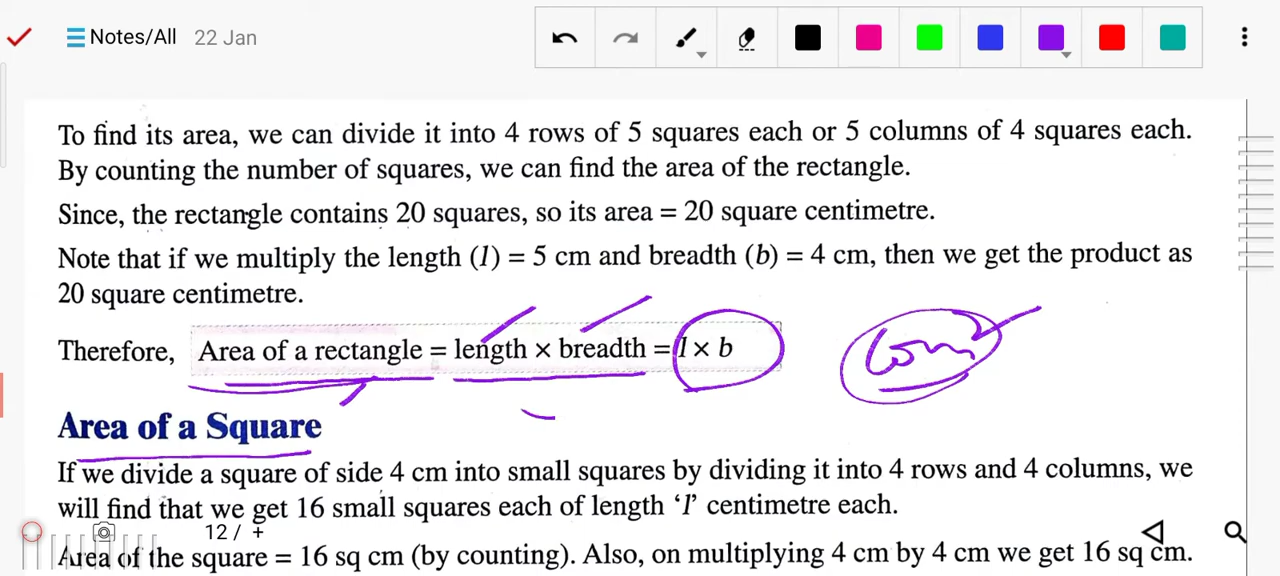 Notes/All 22 Jan
To find its area, we can divide it into 4 rows of 5 squares each or 5 columns of 4 squares each.
By counting the number of squares, we can find the area of the rectangle.
Since, the rectangle contains 20 squares, so its area = 20 square centimetre.
Note that if we multiply the length (l) = 5 cm and breadth (b) = 4 cm, then we get the product as
20 square centimetre.
Therefore, Area of a rectangle = length × breadth = l × b
Area of a Square
If we divide a square of side 4 cm into small squares by dividing it into 4 rows and 4 columns, we
will find that we get 16 small squares each of length ‘1’ centimetre each.
12 / +
Area of the square = 16 sq cm (by counting). Also, on multiplying 4 cm by 4 cm we get 16 sq cm.